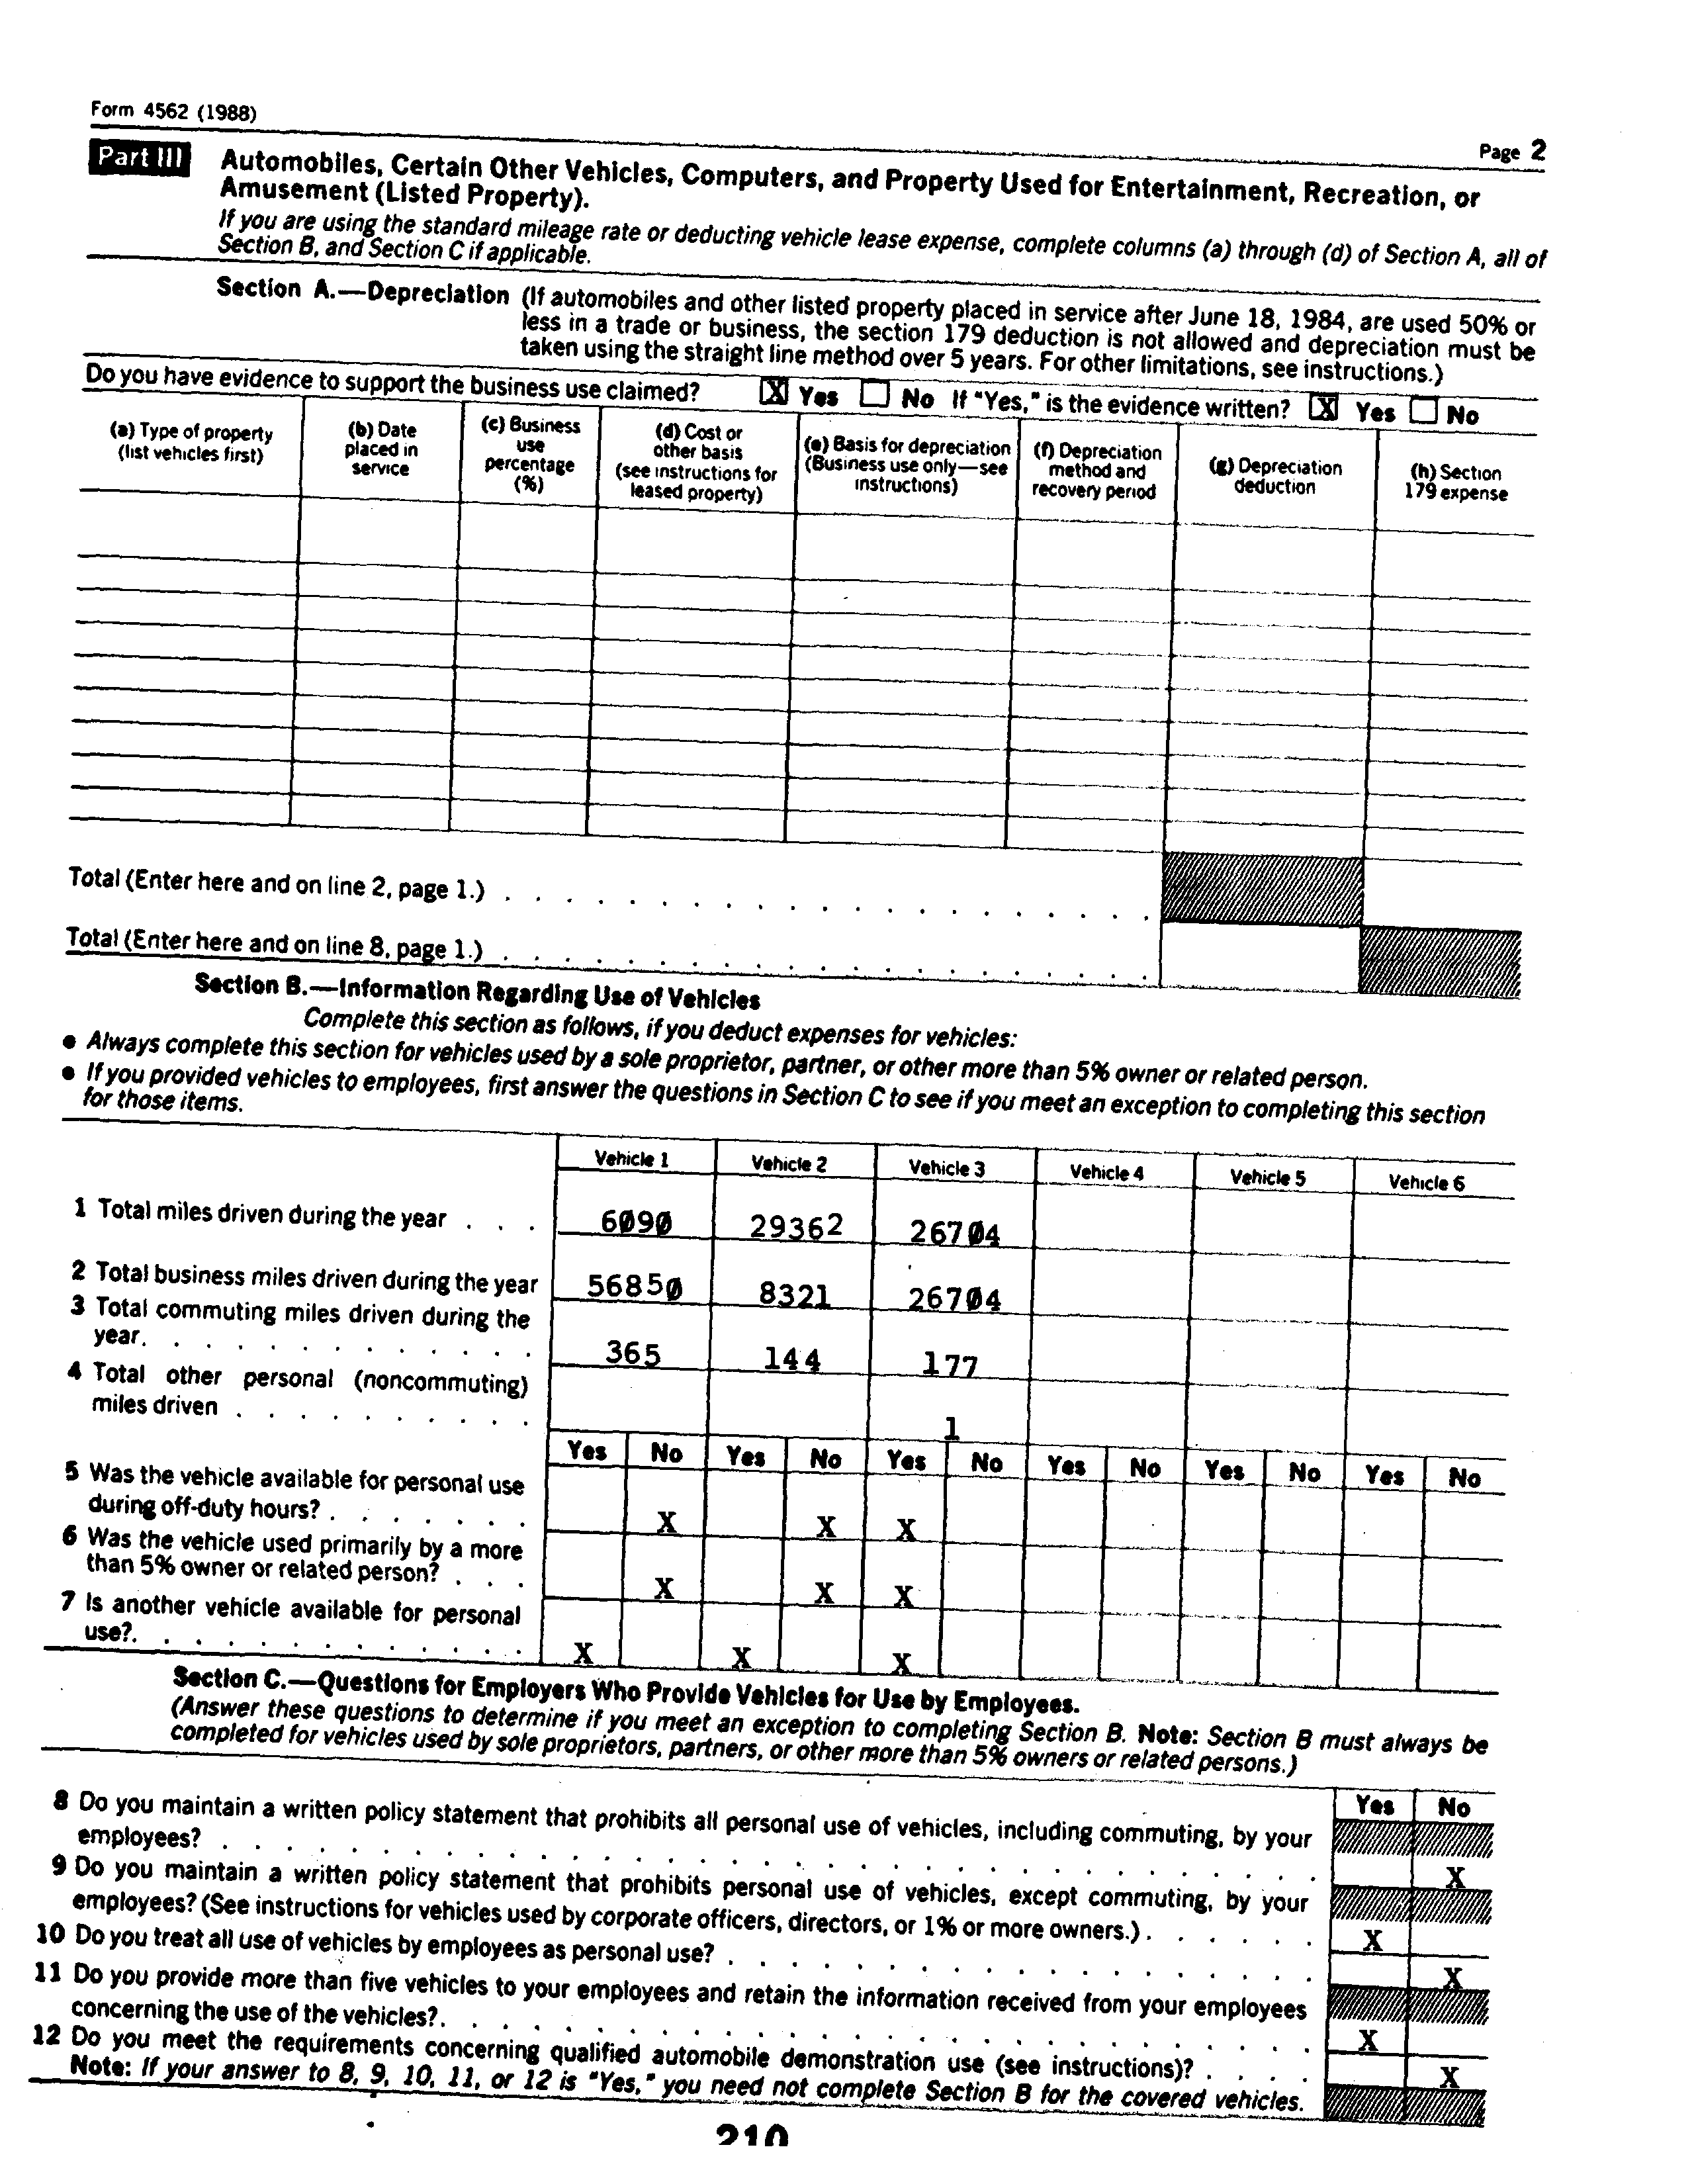 Form 4562 (1988)
Page 2
Part III Automobiles, Certain Other Vehicles, Computers, and Property Used for Entertainment, Recreation, or
Amusement (Listed Property).
If you are using the standard mileage rate or deducting vehicle lease expense, complete columns (a) through (d) of Section A, all of
Section B, and Section C if applicable.
Section A.—Depreciation (If automobiles and other listed property placed in service after June 18, 1984, are used 50% or
less in a trade or business, the section 179 deduction is not allowed and depreciation must be
taken using the straight line method over 5 years. For other limitations, see instructions.)
Do you have evidence to support the business use claimed? X Yes No If "Yes," is the evidence written? X Yes No
(a) Type of property
(list vehicles first)
(b) Date
placed in
service
(c) Business
use
percentage
(%)
(d) Cost or
other basis
(see instructions for
leased property)
(e) Basis for depreciation
(Business use only—see
instructions)
(f) Depreciation
method and
recovery period
(g) Depreciation
deduction
(h) Section
179 expense
Total (Enter here and on line 2, page 1.) . . . . . . . . . . . . . . . . . . . . .
Total (Enter here and on line 8, page 1.) . . . . . . . . . . . . . . . . . . . . .
Section B.—Information Regarding Use of Vehicles
Complete this section as follows, if you deduct expenses for vehicles:
● Always complete this section for vehicles used by a sole proprietor, partner, or other more than 5% owner or related person.
● If you provided vehicles to employees, first answer the questions in Section C to see if you meet an exception to completing this section
for those items.
Vehicle 1 Vehicle 2 Vehicle 3 Vehicle 4 Vehicle 5 Vehicle 6
1 Total miles driven during the year . . . 6090 29362 26704
2 Total business miles driven during the year 56850 8321 26704
3 Total commuting miles driven during the
year. . . . . . . . . . . . . 365 144 177
4 Total other personal (noncommuting)
miles driven . . . . . . . . . . 1
Yes No Yes No Yes No Yes No Yes No Yes No
5 Was the vehicle available for personal use
during off-duty hours? . . . . . . . X X X
6 Was the vehicle used primarily by a more
than 5% owner or related person? . . . X X X
7 Is another vehicle available for personal
use?. . . . . . . . . . . . . X X X
Section C.—Questions for Employers Who Provide Vehicles for Use by Employees.
(Answer these questions to determine if you meet an exception to completing Section B. Note: Section B must always be
completed for vehicles used by sole proprietors, partners, or other more than 5% owners or related persons.)
Yes No
8 Do you maintain a written policy statement that prohibits all personal use of vehicles, including commuting, by your
employees? . . . . . . . . . . . . . . . . . . . . . . . . . . . . . . . . . . . X
9 Do you maintain a written policy statement that prohibits personal use of vehicles, except commuting, by your
employees? (See instructions for vehicles used by corporate officers, directors, or 1% or more owners.) . . . . . . X
10 Do you treat all use of vehicles by employees as personal use? . . . . . . . . . . . . . . . . . . . X
11 Do you provide more than five vehicles to your employees and retain the information received from your employees
concerning the use of the vehicles?. . . . . . . . . . . . . . . . . . . . . . . . . . . . X
12 Do you meet the requirements concerning qualified automobile demonstration use (see instructions)? . . . . X
Note: If your answer to 8, 9, 10, 11, or 12 is "Yes," you need not complete Section B for the covered vehicles.
210